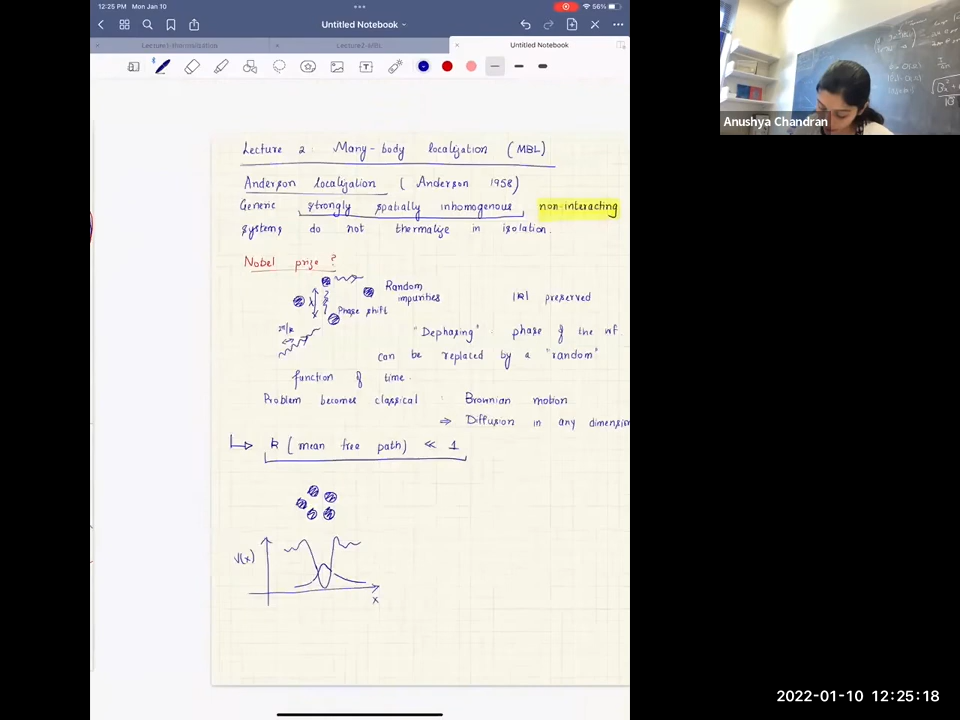 12:25 PM Mon Jan 10
56%
Untitled Notebook
Lecture1-thermalisation
Lecture2-MBL
Untitled Notebook
Lecture 2 : Many-body localization (MBL)
Anderson localization (Anderson 1958)
Generic strongly spatially inhomogenous non-interacting
systems do not thermalize in isolation.
Nobel prize?
Random
impurities
|k| preserved
λ
Phase shift
2π/k
"Dephasing" : phase of the wf.
can be replaced by a "random"
function of time.
Problem becomes classical : Brownian motion
⇒ Diffusion in any dimension
k (mean free path) << 1
V(x)
x
Anushya Chandran
2022-01-10 12:25:18